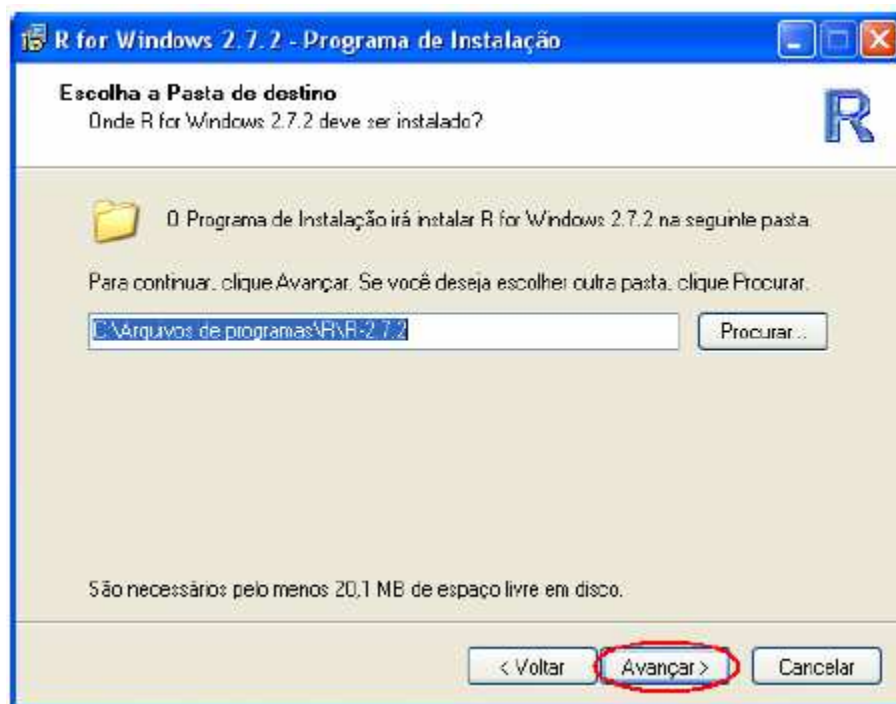 R for Windows 2.7.2 - Programa de Instalação
Escolha a Pasta de destino
Onde R for Windows 2.7.2 deve ser instalado?
R
O Programa de Instalação irá instalar R for Windows 2.7.2 na seguinte pasta.
Para continuar, clique Avançar. Se você deseja escolher outra pasta, clique Procurar.
C:\Arquivos de programas\R\R-2.7.2
Procurar...
São necessários pelo menos 20,1 MB de espaço livre em disco.
< Voltar Avançar > Cancelar